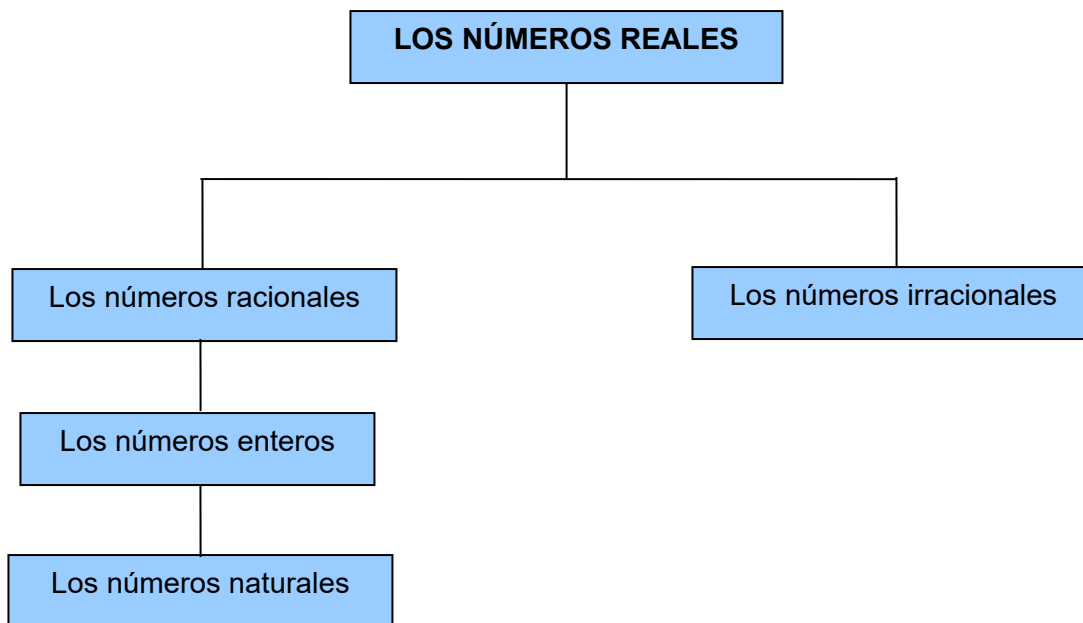 LOS NÚMEROS REALES
Los números racionales
Los números irracionales
Los números enteros
Los números naturales